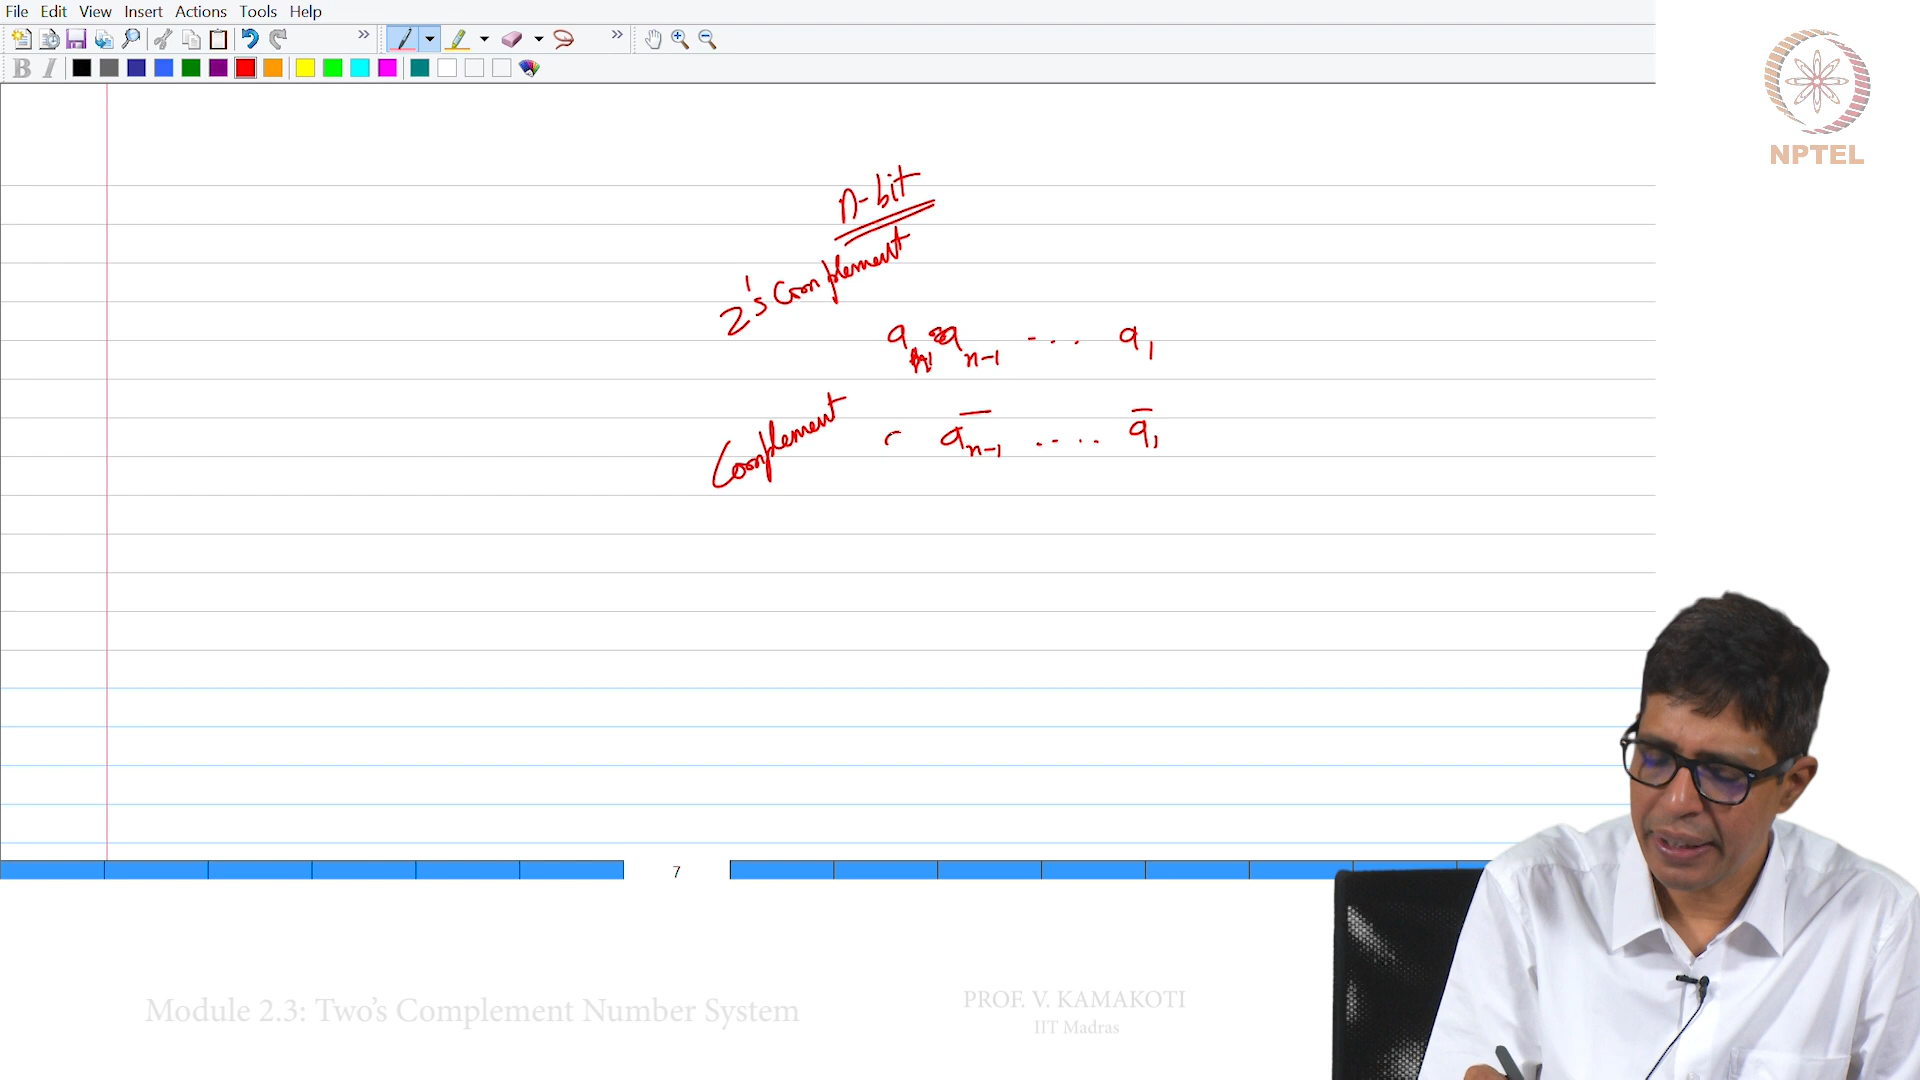 File Edit View Insert Actions Tools Help
B I
NPTEL
n-bit
2's Complement
a a n-1 .... a 1
Complement a̅ n-1 .... a̅ 1
7
Module 2.3: Two's Complement Number System
PROF. V. KAMAKOTI
IIT Madras